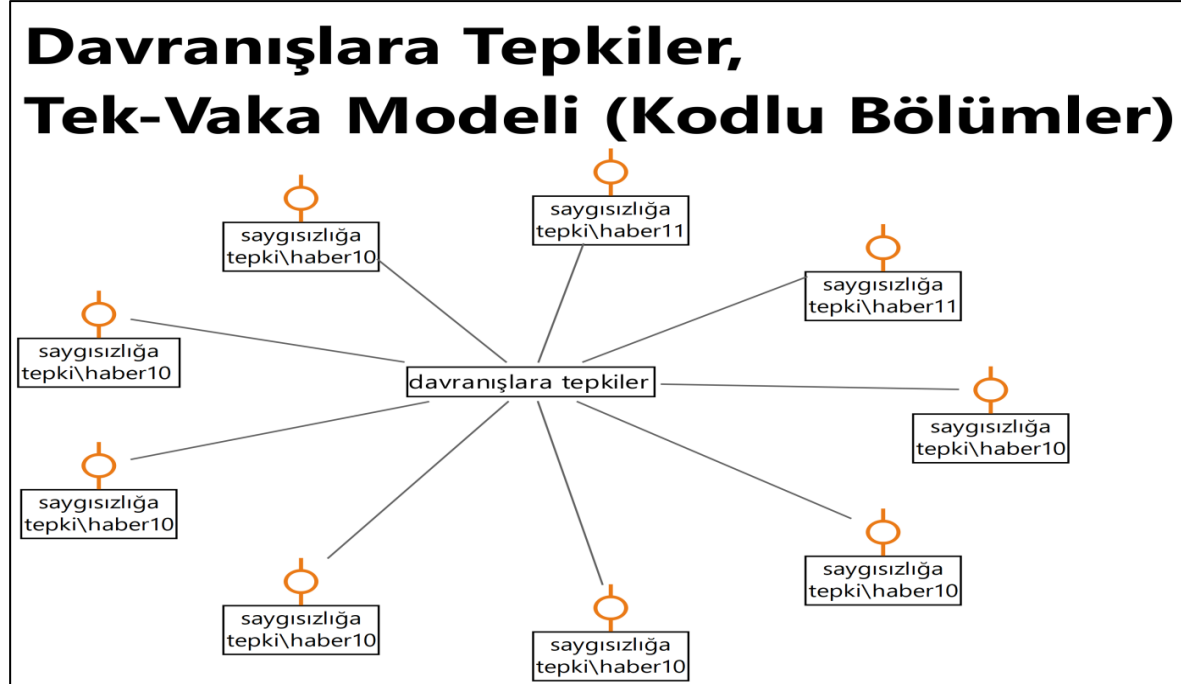 Davranışlara Tepkiler,
Tek-Vaka Modeli (Kodlu Bölümler)
saygısızlığa
tepki\haber11
saygısızlığa
tepki\haber10
saygısızlığa
tepki\haber11
saygısızlığa
tepki\haber10
davranışlara tepkiler
saygısızlığa
tepki\haber10
saygısızlığa
tepki\haber10
saygısızlığa
tepki\haber10
saygısızlığa
tepki\haber10
saygısızlığa
tepki\haber10